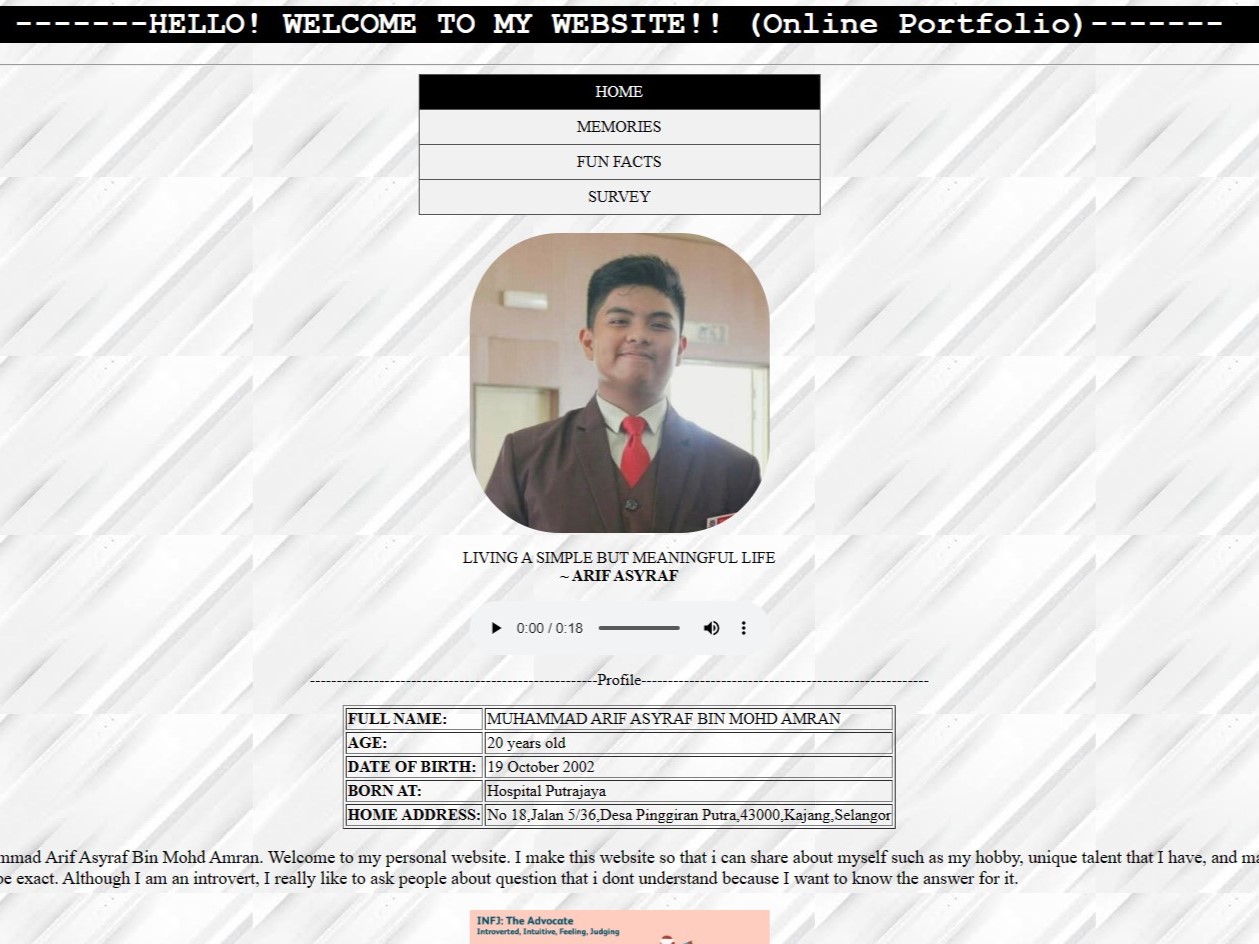 -------HELLO! WELCOME TO MY WEBSITE!! (Online Portfolio)-------
HOME
MEMORIES
FUN FACTS
SURVEY
LIVING A SIMPLE BUT MEANINGFUL LIFE
~ ARIF ASYRAF
0:00 / 0:18
--------------------------------------------------Profile--------------------------------------------------
FULL NAME: MUHAMMAD ARIF ASYRAF BIN MOHD AMRAN
AGE: 20 years old
DATE OF BIRTH: 19 October 2002
BORN AT: Hospital Putrajaya
HOME ADDRESS: No 18,Jalan 5/36,Desa Pinggiran Putra,43000,Kajang,Selangor
Arif Asyraf Bin Mohd Amran. Welcome to my personal website. I make this website so that i can share about myself such as my hobby, unique talent that I have, and
be exact. Although I am an introvert, I really like to ask people about question that i dont understand because I want to know the answer for it.
INFJ: The Advocate
Introverted, Intuitive, Feeling, Judging